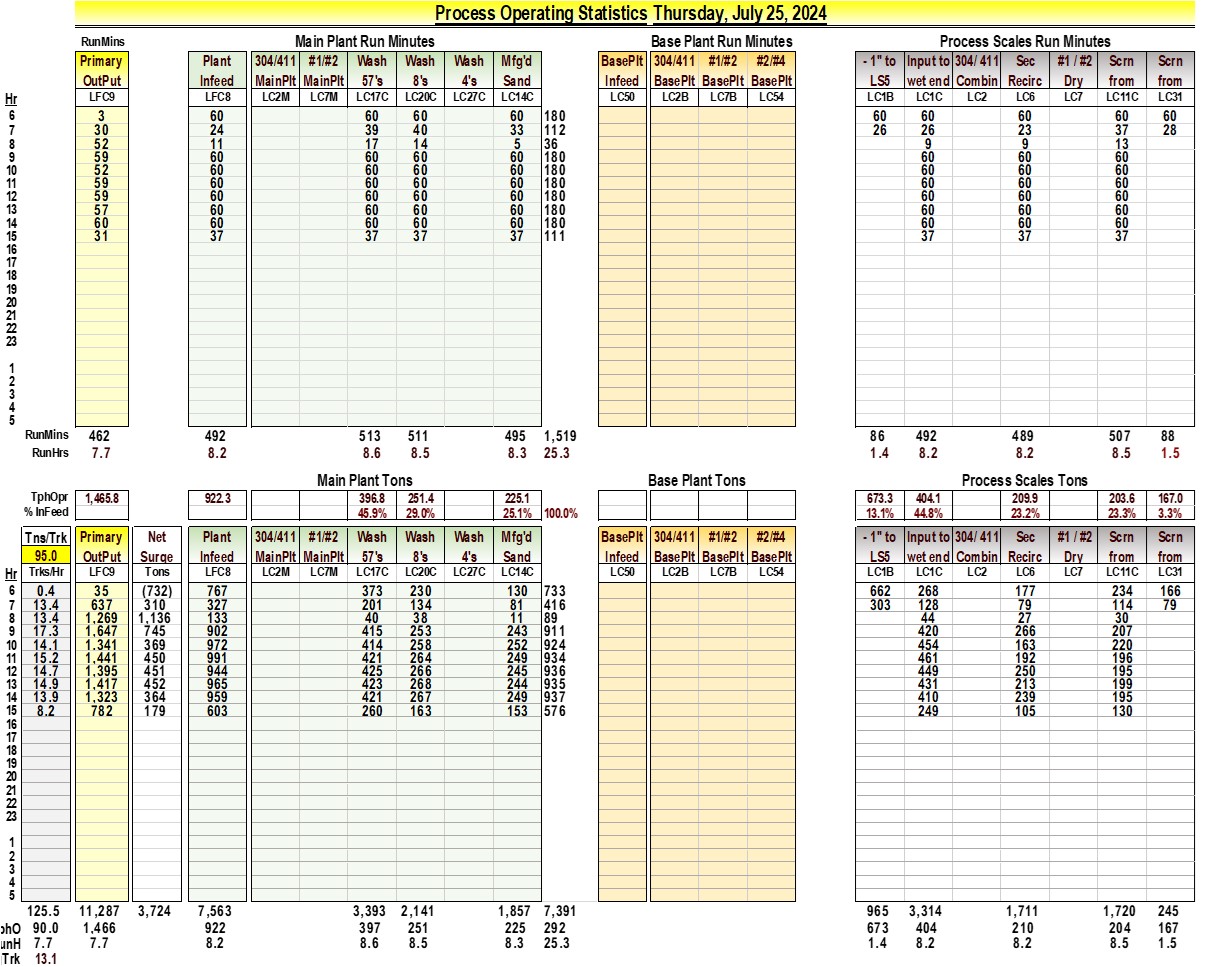 Process Operating Statistics Thursday, July 25, 2024
RunMins Main Plant Run Minutes Base Plant Run Minutes Process Scales Run Minutes
Primary Plant 304/411 #1/#2 Wash Wash Wash Mfg'd BasePlt 304/411 #1/#2 #2/#4 - 1" to Input to 304/ 411 Sec #1 / #2 Scrn Scrn
OutPut Infeed MainPlt MainPlt 57's 8's 4's Sand Infeed BasePlt BasePlt BasePlt LS5 wet end Combin Recirc Dry from from
Hr LFC9 LFC8 LC2M LC7M LC17C LC20C LC27C LC14C LC50 LC2B LC7B LC54 LC1B LC1C LC2 LC6 LC7 LC11C LC31
6 3 60 60 60 60 180 60 60 60 60 60
7 30 24 39 40 33 112 26 26 23 37 28
8 52 11 17 14 5 36 9 9 13
9 59 60 60 60 60 180 60 60 60
10 52 60 60 60 60 180 60 60 60
11 59 60 60 60 60 180 60 60 60
12 59 60 60 60 60 180 60 60 60
13 57 60 60 60 60 180 60 60 60
14 60 60 60 60 60 180 60 60 60
15 31 37 37 37 37 111 37 37 37
16
17
18
19
20
21
22
23
1
2
3
4
5
RunMins 462 492 513 511 495 1,519 86 492 489 507 88
RunHrs 7.7 8.2 8.6 8.5 8.3 25.3 1.4 8.2 8.2 8.5 1.5
Main Plant Tons Base Plant Tons Process Scales Tons
TphOpr 1,465.8 922.3 396.8 251.4 225.1 673.3 404.1 209.9 203.6 167.0
% InFeed 45.9% 29.0% 25.1% 100.0% 13.1% 44.8% 23.2% 23.3% 3.3%
Tns/Trk Primary Net Plant 304/411 #1/#2 Wash Wash Wash Mfg'd BasePlt 304/411 #1/#2 #2/#4 - 1" to Input to 304/ 411 Sec #1 / #2 Scrn Scrn
95.0 OutPut Surge Infeed MainPlt MainPlt 57's 8's 4's Sand Infeed BasePlt BasePlt BasePlt LS5 wet end Combin Recirc Dry from from
Hr Trks/Hr LFC9 Tons LFC8 LC2M LC7M LC17C LC20C LC27C LC14C LC50 LC2B LC7B LC54 LC1B LC1C LC2 LC6 LC7 LC11C LC31
6 0.4 35 (732) 767 373 230 130 733 662 268 177 234 166
7 13.4 637 310 327 201 134 81 416 303 128 79 114 79
8 13.4 1,269 1,136 133 40 38 11 89 44 27 30
9 17.3 1,647 745 902 415 253 243 911 420 266 207
10 14.1 1,341 369 972 414 258 252 924 454 163 220
11 15.2 1,441 450 991 421 264 249 934 461 192 196
12 14.7 1,395 451 944 425 266 245 936 449 250 195
13 14.9 1,417 452 965 423 268 244 935 431 213 199
14 13.9 1,323 364 959 421 267 249 937 410 239 195
15 8.2 782 179 603 260 163 153 576 249 105 130
16
17
18
19
20
21
22
23
1
2
3
4
5
125.5 11,287 3,724 7,563 3,393 2,141 1,857 7,391 965 3,314 1,711 1,720 245
phO 90.0 1,466 922 397 251 225 292 673 404 210 204 167
unH 7.7 7.7 8.2 8.6 8.5 8.3 25.3 1.4 8.2 8.2 8.5 1.5
Trk 13.1